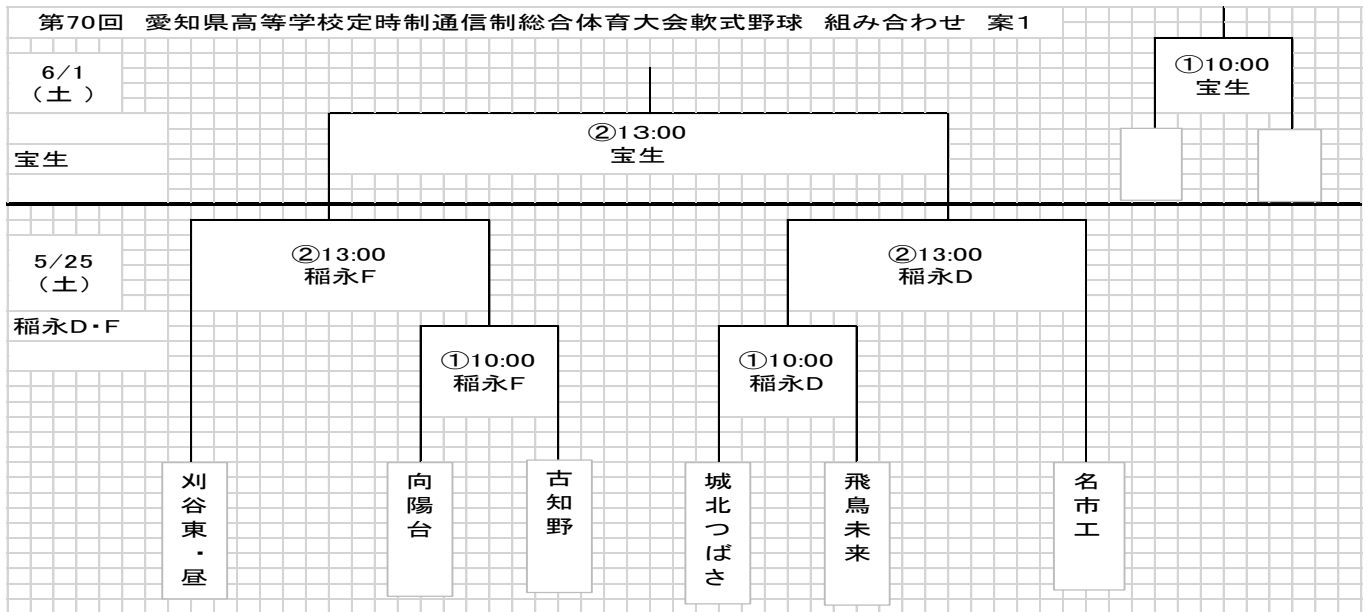 第70回 愛知県高等学校定時制通信制総合体育大会軟式野球 組み合わせ 案1
6/1
(土 )
①10:00
宝生
②13:00
宝生
宝生
5/25
(土)
②13:00
稲永F
②13:00
稲永D
稲永D・F
①10:00
稲永F
①10:00
稲永D
刈谷東・昼
向陽台
古知野
城北つばさ
飛鳥未来
名市工